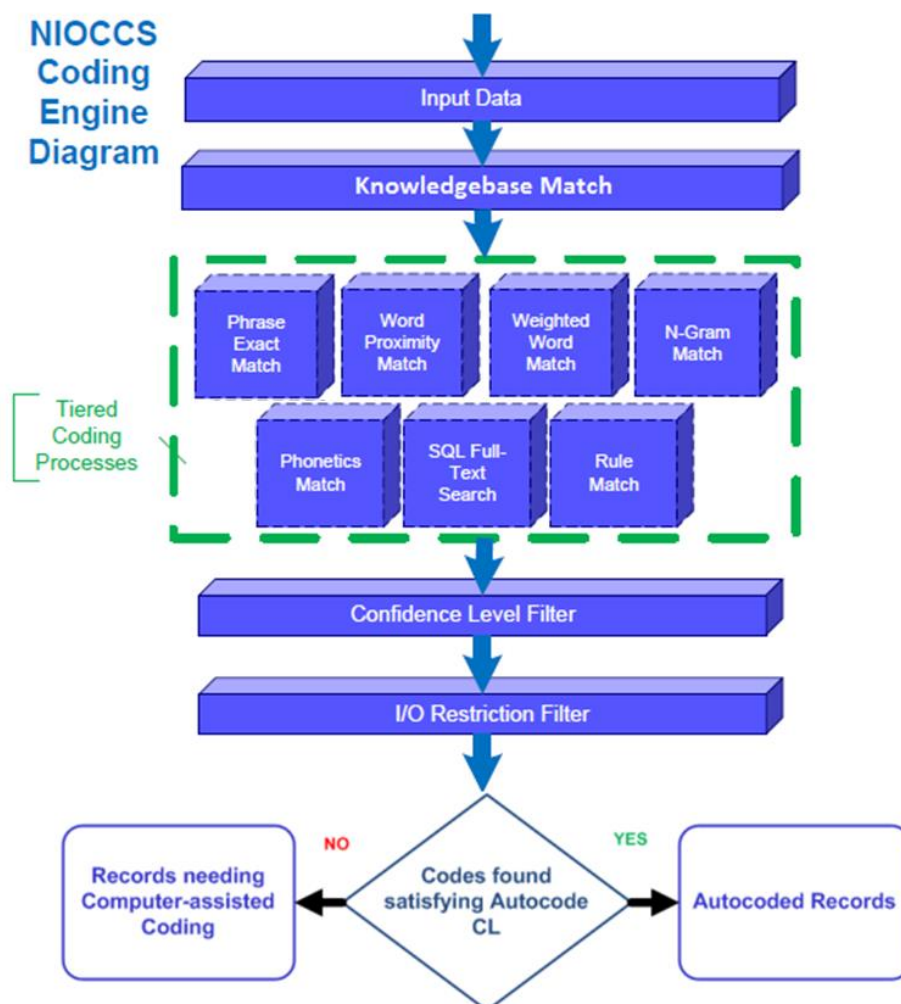 NIOCCS
Coding
Engine
Diagram
Input Data
Knowledgebase Match
Phrase
Exact
Match
Word
Proximity
Match
Weighted
Word
Match
N-Gram
Match
Tiered
Coding
Processes
Phonetics
Match
SQL Full-
Text
Search
Rule
Match
Confidence Level Filter
I/O Restriction Filter
NO
YES
Records needing
Computer-assisted
Coding
Codes found
satisfying Autocode
CL
Autocoded Records